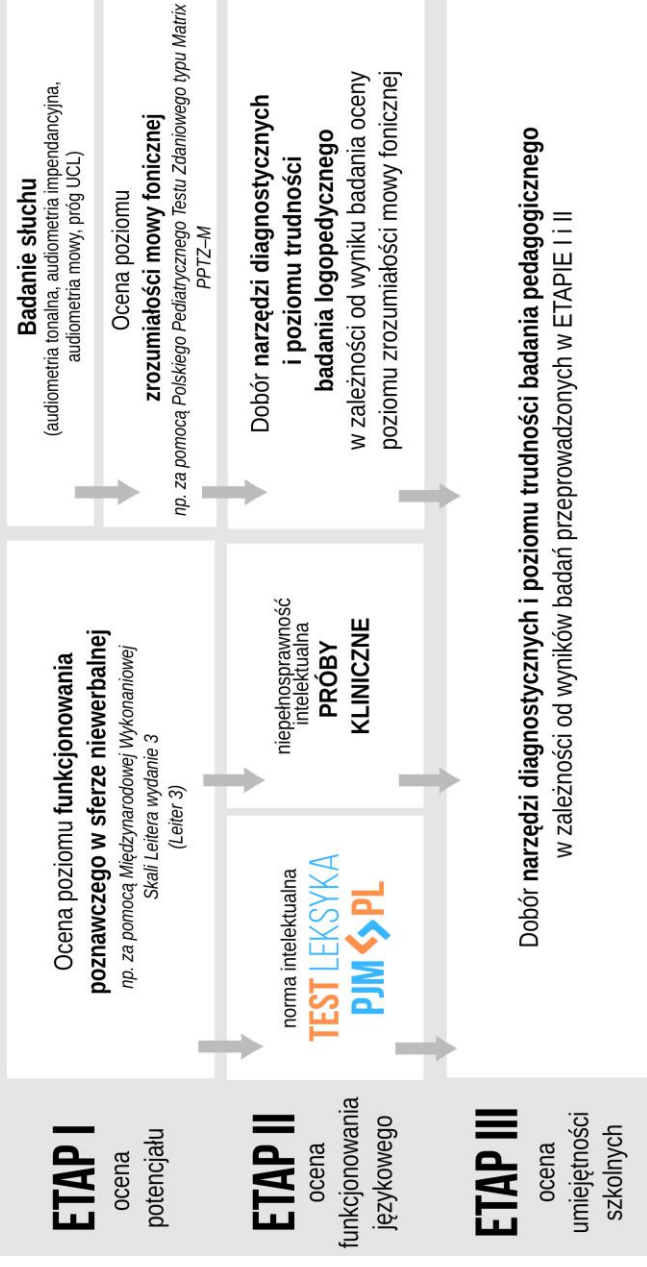 ETAP I
ocena
potencjału
Ocena poziomu funkcjonowania
poznawczego w sferze niewerbalnej
np. za pomocą Międzynarodowej Wykonaniowej
Skali Leitera wydanie 3
(Leiter 3)
Badanie słuchu
(audiometria tonalna, audiometria impendancyjna,
audiometria mowy, próg UCL)
Ocena poziomu
zrozumiałości mowy fonicznej
np. za pomocą Polskiego Pediatrycznego Testu Zdaniowego typu Matrix
PPTZ–M
ETAP II
ocena
funkcjonowania
językowego
norma intelektualna
TEST LEKSYKA
PJM PL
niepełnosprawność
intelektualna
PRÓBY
KLINICZNE
Dobór narzędzi diagnostycznych
i poziomu trudności
badania logopedycznego
w zależności od wyniku badania oceny
poziomu zrozumiałości mowy fonicznej
ETAP III
ocena
umiejętności
szkolnych
Dobór narzędzi diagnostycznych i poziomu trudności badania pedagogicznego
w zależności od wyników badań przeprowadzonych w ETAPIE I i II